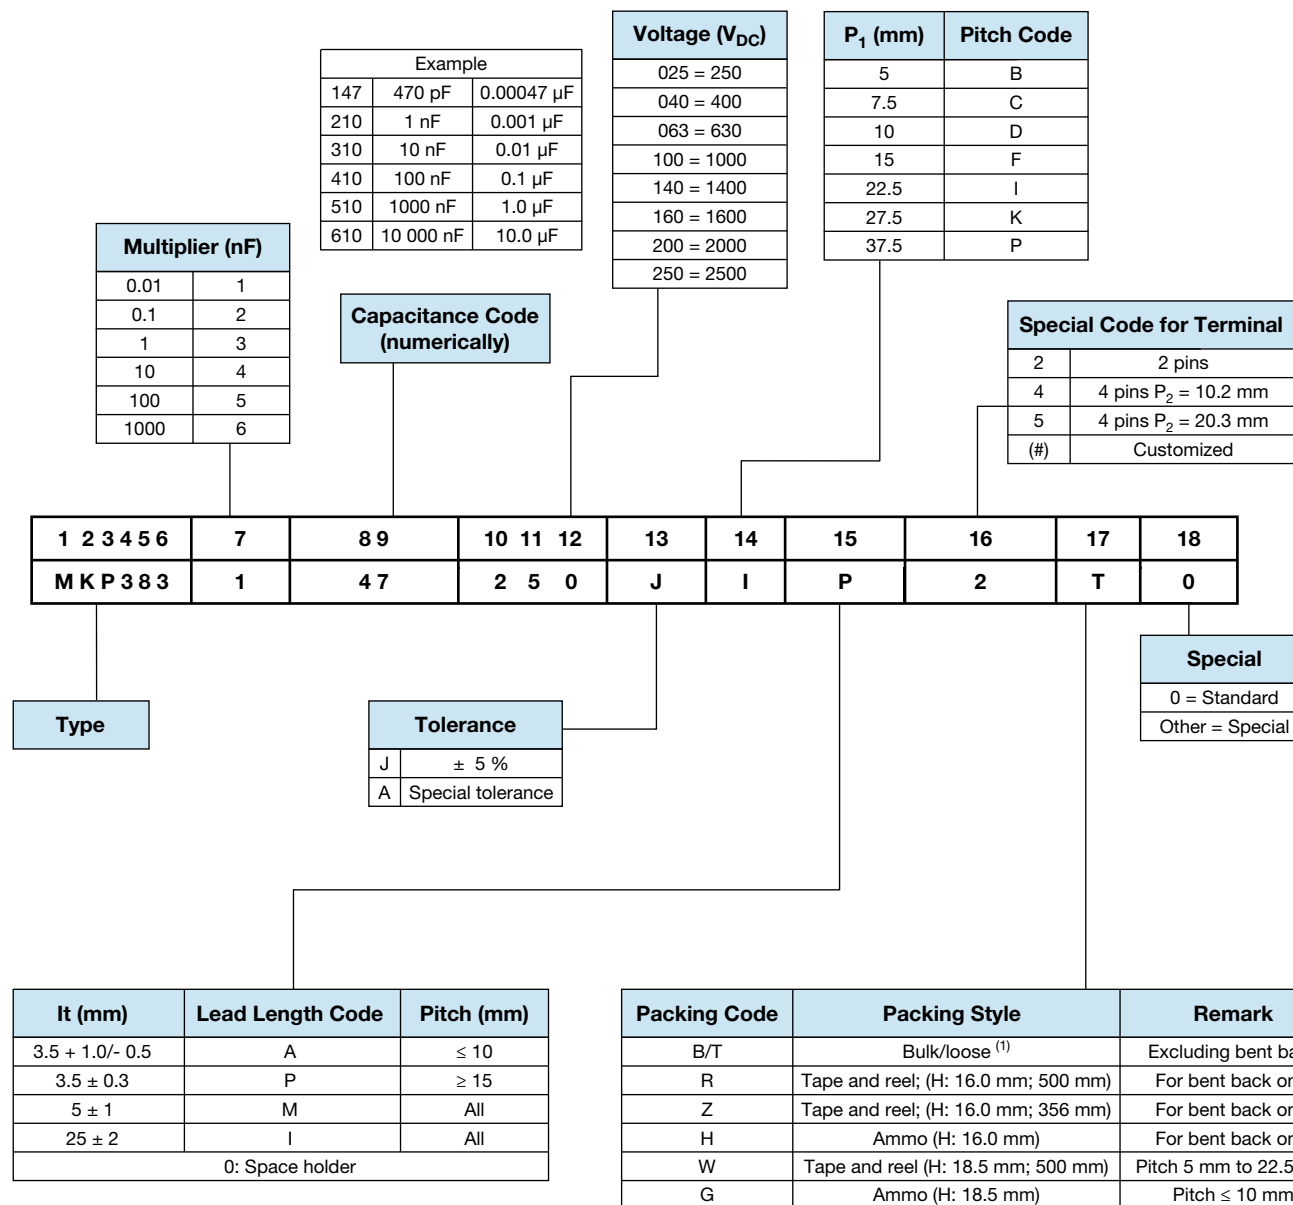 Voltage (VDC)
025 = 250
040 = 400
063 = 630
100 = 1000
140 = 1400
160 = 1600
200 = 2000
250 = 2500
P1 (mm) Pitch Code
5 B
7.5 C
10 D
15 F
22.5 I
27.5 K
37.5 P
Example
147 470 pF 0.00047 µF
210 1 nF 0.001 µF
310 10 nF 0.01 µF
410 100 nF 0.1 µF
510 1000 nF 1.0 µF
610 10 000 nF 10.0 µF
Multiplier (nF)
0.01 1
0.1 2
1 3
10 4
100 5
1000 6
Capacitance Code
(numerically)
Special Code for Terminal
2 2 pins
4 4 pins P2 = 10.2 mm
5 4 pins P2 = 20.3 mm
(#) Customized
1 2 3 4 5 6 7 8 9 10 11 12 13 14 15 16 17 18
M K P 3 8 3 1 4 7 2 5 0 J I P 2 T 0
Type
Tolerance
J ± 5 %
A Special tolerance
Special
0 = Standard
Other = Special
It (mm) Lead Length Code Pitch (mm)
3.5 + 1.0/- 0.5 A ≤ 10
3.5 ± 0.3 P ≥ 15
5 ± 1 M All
25 ± 2 I All
0: Space holder
Packing Code Packing Style Remark
B/T Bulk/loose (1) Excluding bent
R Tape and reel; (H: 16.0 mm; 500 mm) For bent back
Z Tape and reel; (H: 16.0 mm; 356 mm) For bent back
H Ammo (H: 16.0 mm) For bent back
W Tape and reel (H: 18.5 mm; 500 mm) Pitch 5 mm to 22.5
G Ammo (H: 18.5 mm) Pitch ≤ 10 mm